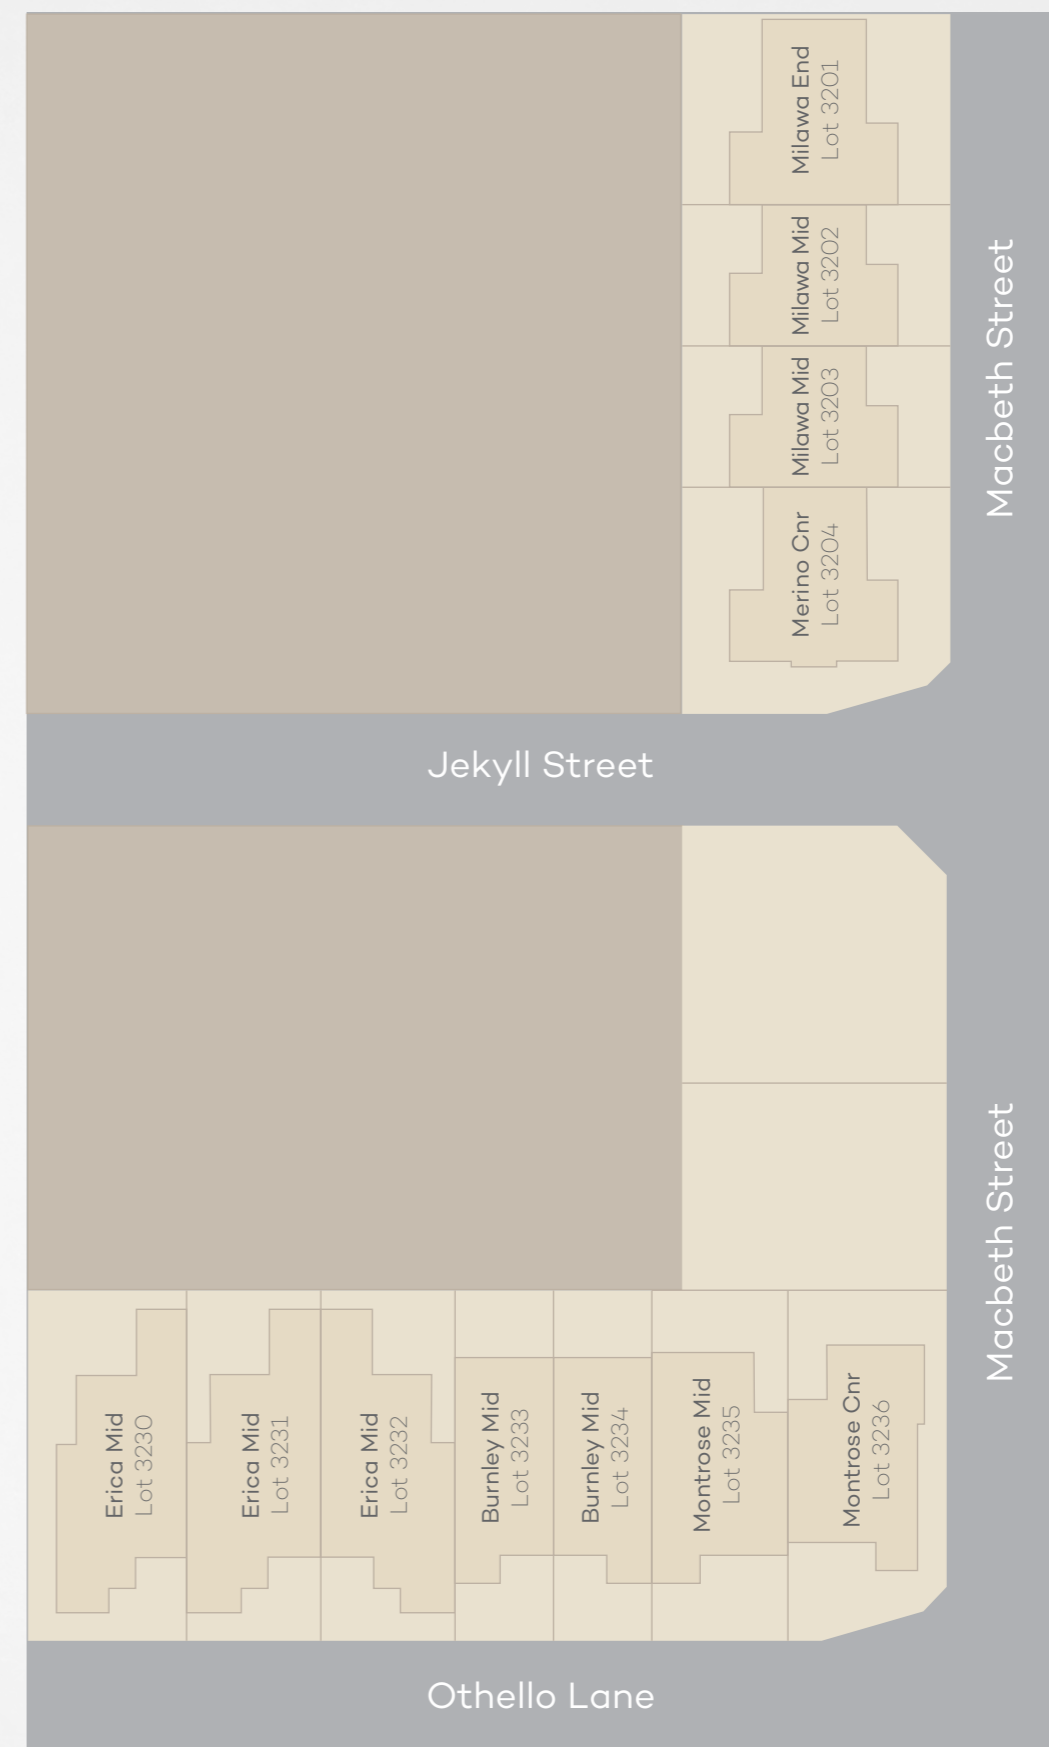 Milawa End
Lot 3201
Milawa Mid
Lot 3202
Milawa Mid
Lot 3203
Merino Cnr
Lot 3204
Macbeth Street
Jekyll Street
Macbeth Street
Erica Mid
Lot 3230
Erica Mid
Lot 3231
Erica Mid
Lot 3232
Burnley Mid
Lot 3233
Burnley Mid
Lot 3234
Montrose Mid
Lot 3235
Montrose Cnr
Lot 3236
Othello Lane